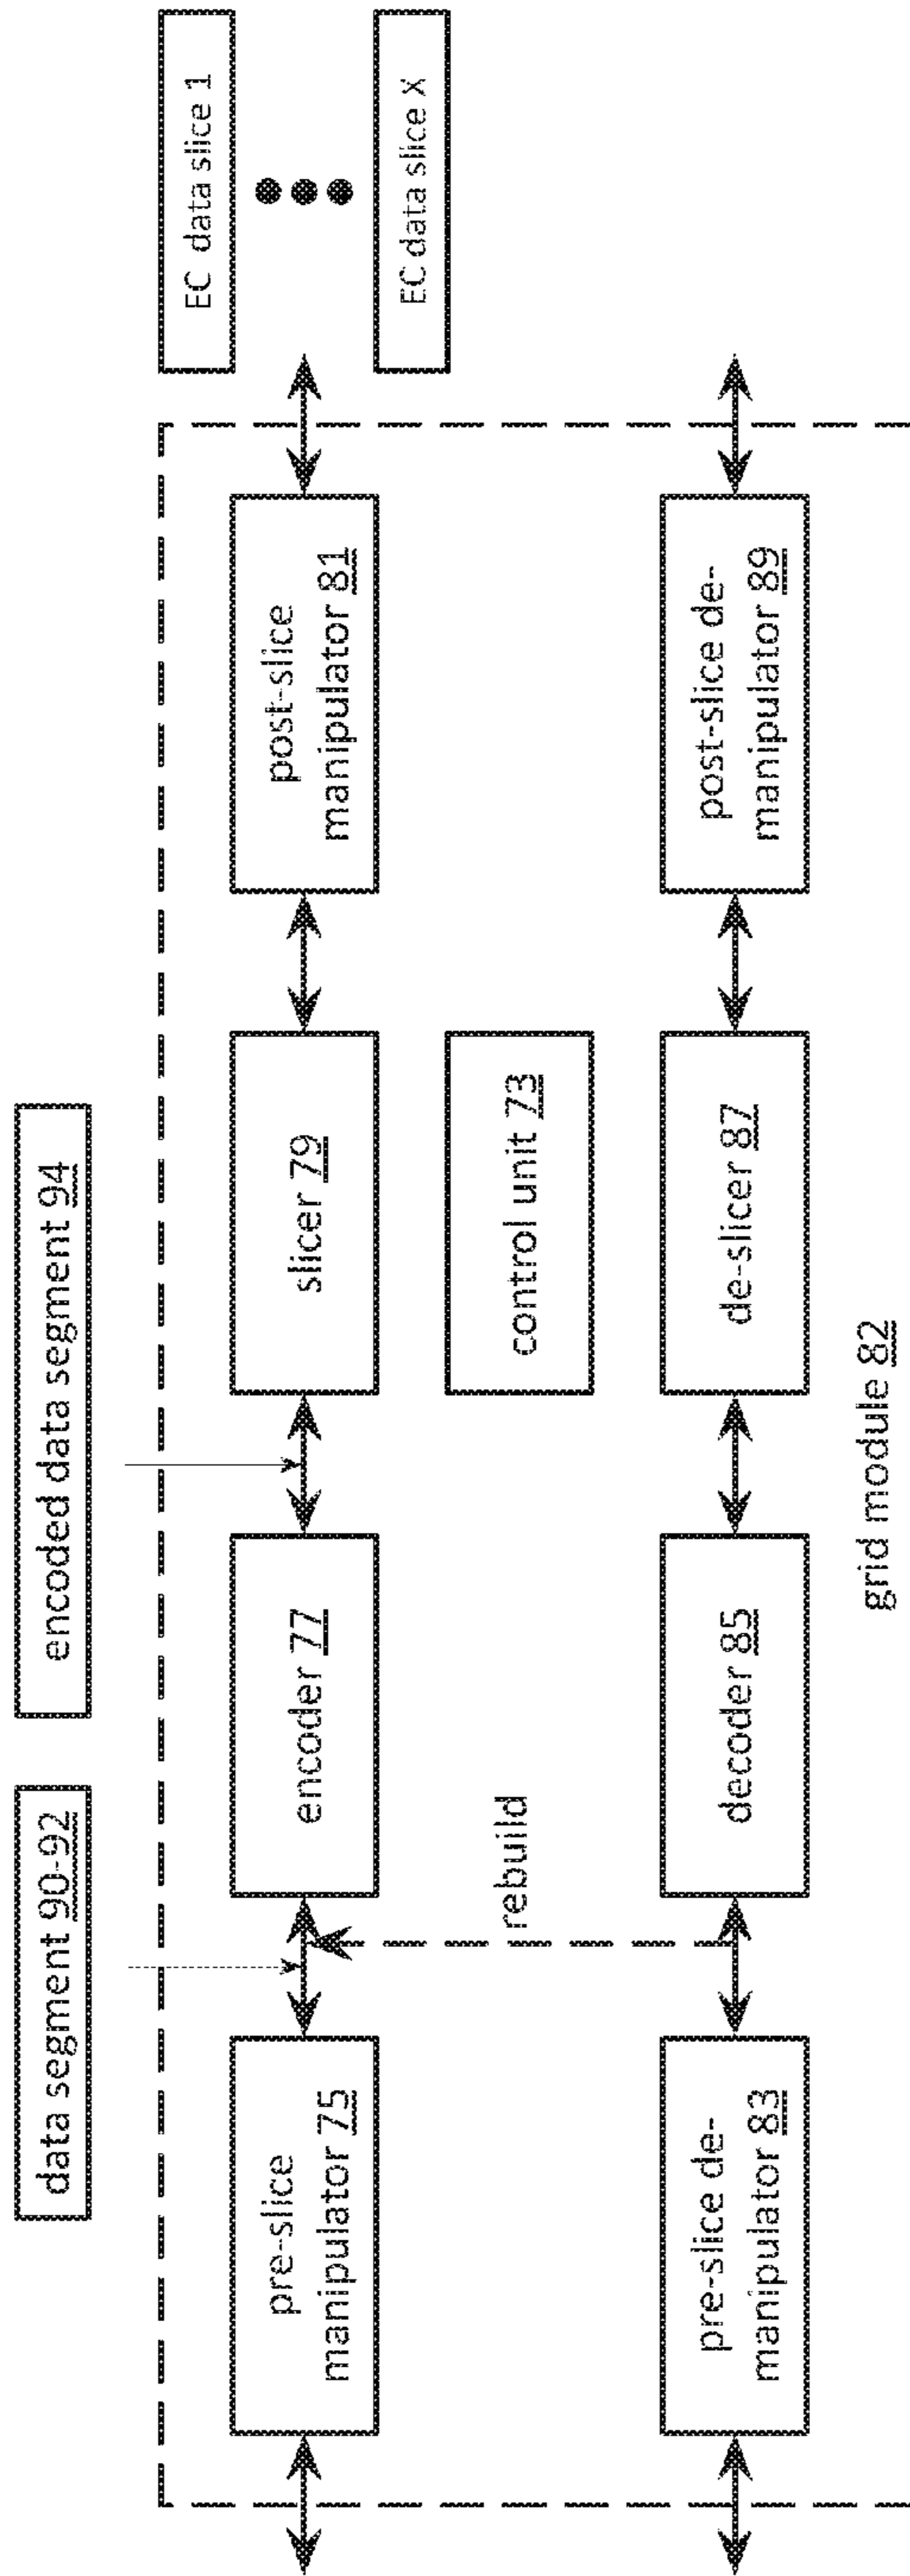 data segment 90-92
encoded data segment 94
EC data slice 1
EC data slice X
pre-slice
manipulator 75
encoder 77
slicer 79
post-slice
manipulator 81
rebuild
control unit 73
pre-slice de-
manipulator 83
decoder 85
de-slicer 87
post-slice de-
manipulator 89
grid module 82